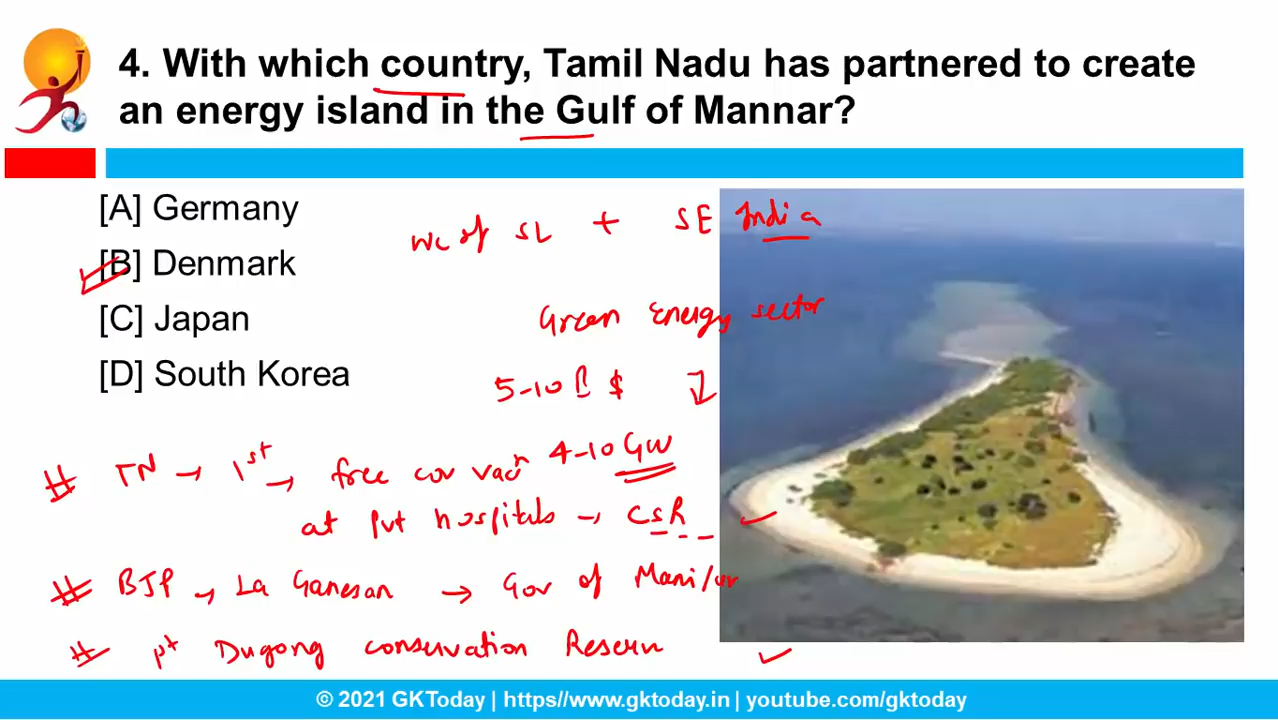 4. With which country, Tamil Nadu has partnered to create
an energy island in the Gulf of Mannar?
[A] Germany
WC of SL + SE India
[B] Denmark
Green Energy sector
[C] Japan
[D] South Korea
5-10 B $
4-10 GW
# TN → 1st → free cov vacn
at Pvt hospitals → CSR
# BJP → La Ganesan → Gov of Manipur
# 1st Dugong conservation Reserve
© 2021 GKToday | https//www.gktoday.in | youtube.com/gktoday